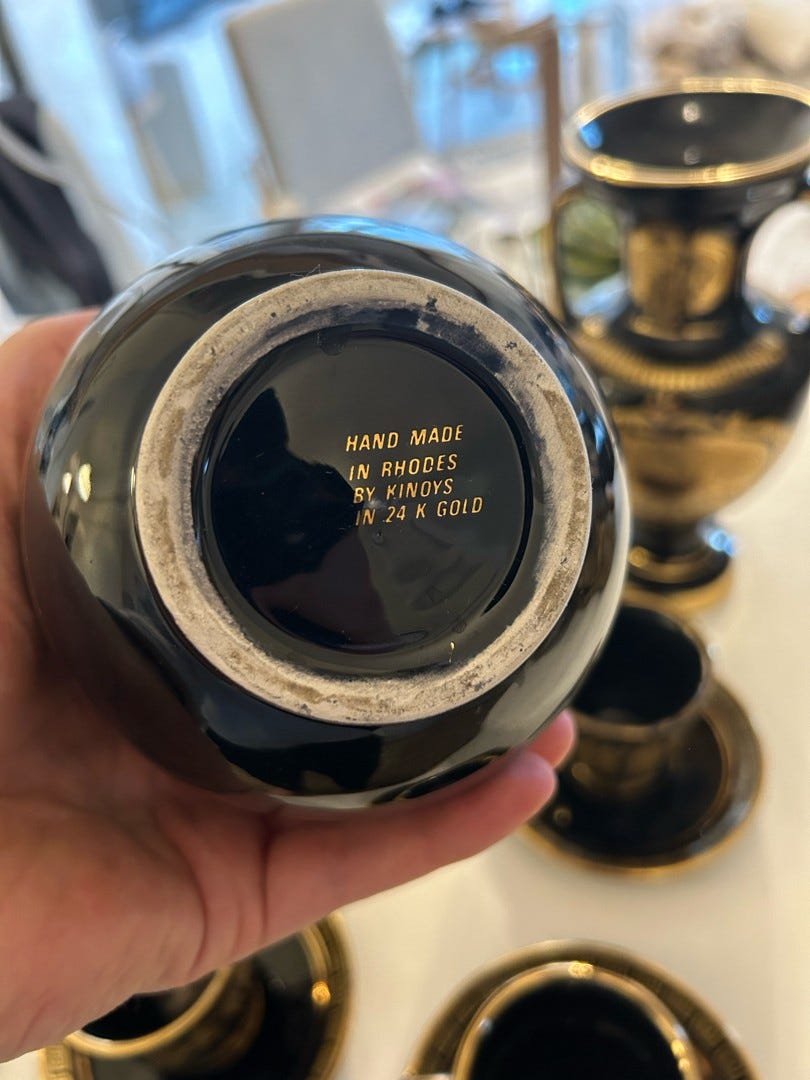 HAND MADE
IN RHODES
BY KINOYS
IN 24 K GOLD